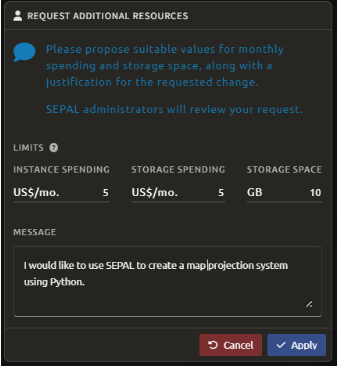 REQUEST ADDITIONAL RESOURCES
Please propose suitable values for monthly
spending and storage space, along with a
justification for the requested change.
SEPAL administrators will review your request.
LIMITS ?
INSTANCE SPENDING STORAGE SPENDING STORAGE SPACE
US$/mo. 5 US$/mo. 5 GB 10
MESSAGE
I would like to use SEPAL to create a map projection system
using Python.
Cancel Apply